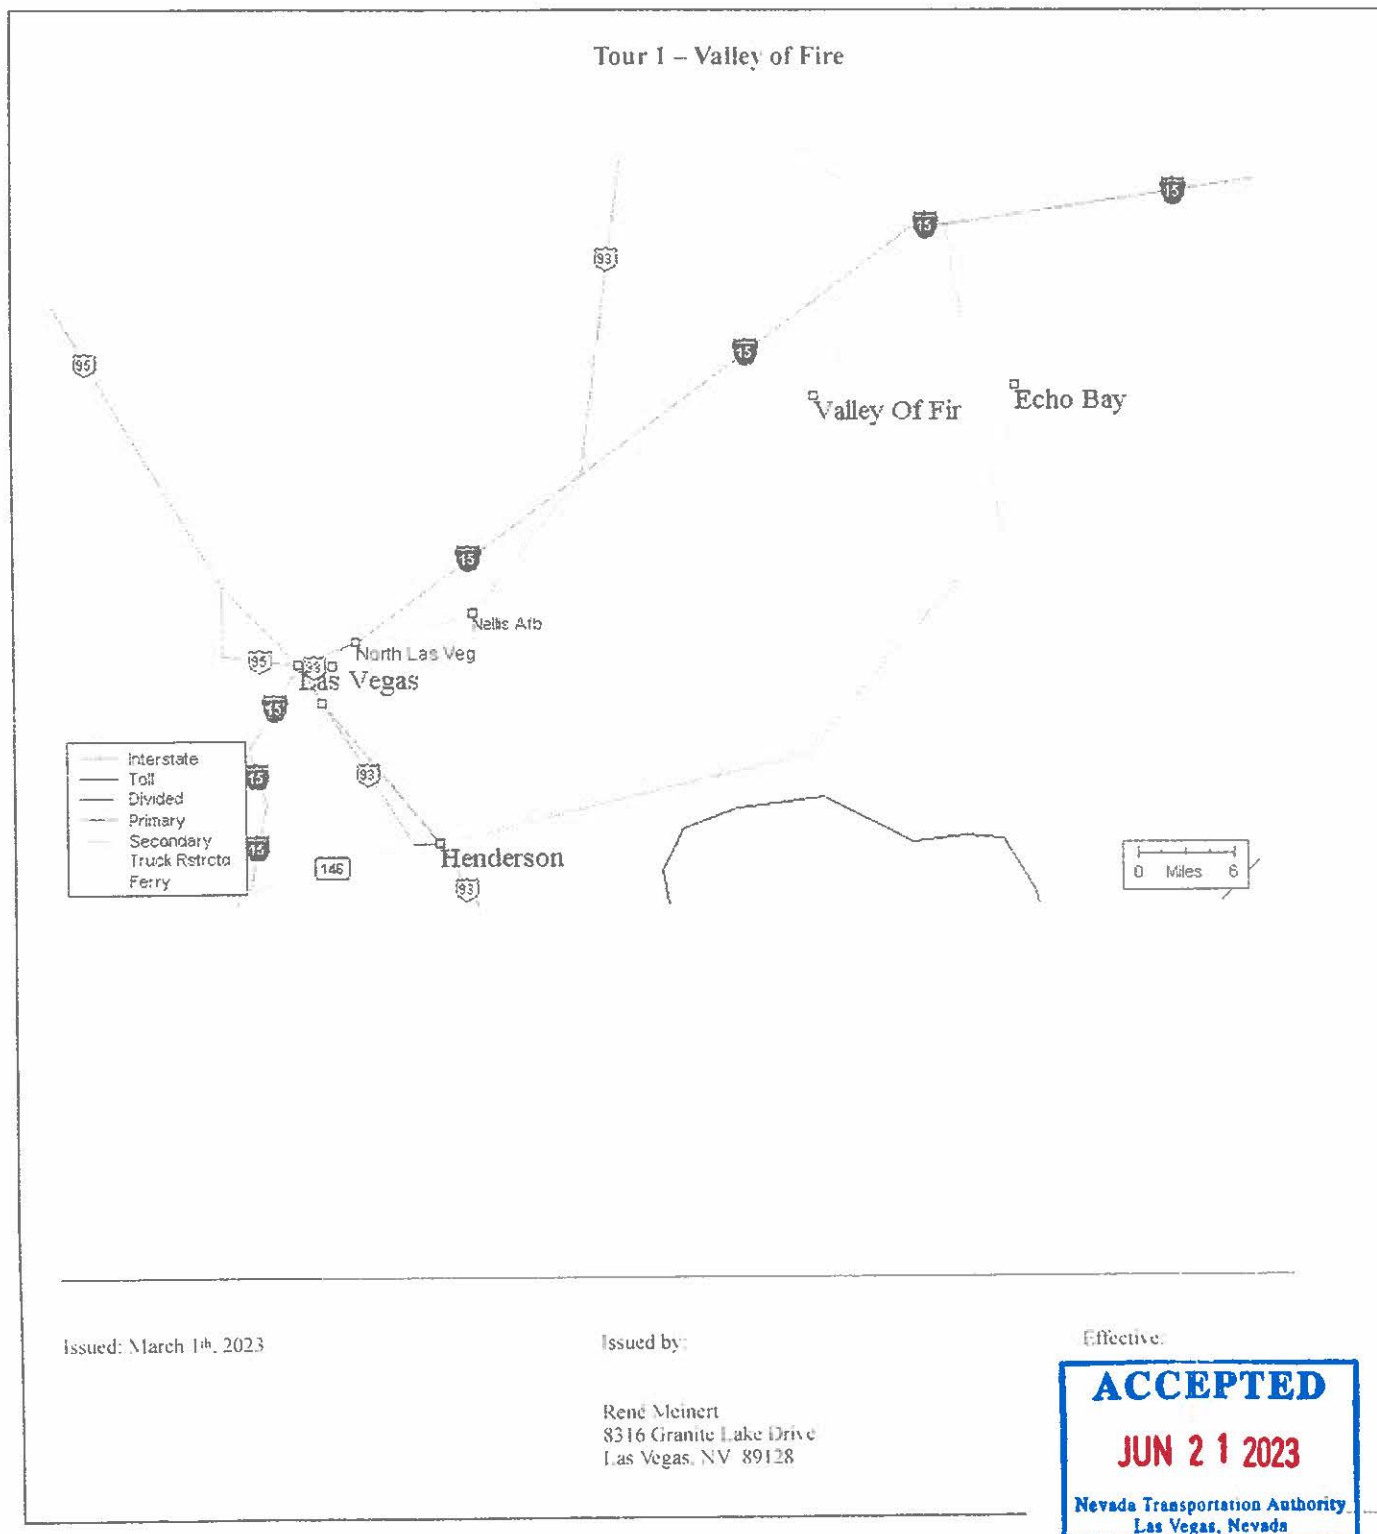 Tour 1 – Valley of Fire
15
15
93
15
95
Valley Of Fir
Echo Bay
15
Nellis Afb
North Las Veg
95
93
Las Vegas
15
Interstate
Toll
Divided
Primary
Secondary
Truck Rstrctd
Ferry
15
93
15
146
Henderson
93
0 Miles 6
Issued: March 1th, 2023
Issued by:
Effective:
René Meinert
8316 Granite Lake Drive
Las Vegas, NV 89128
ACCEPTED
JUN 21 2023
Nevada Transportation Authority
Las Vegas, Nevada